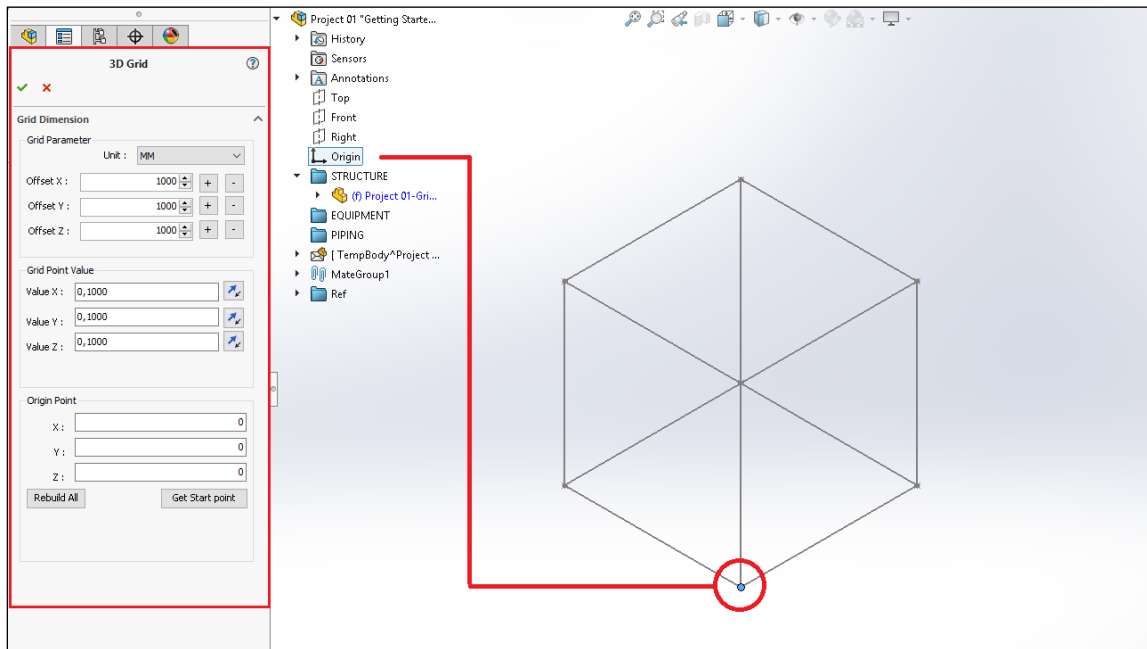 3D Grid
Grid Dimension
Grid Parameter
Unit : MM
Offset X : 1000 + -
Offset Y : 1000 + -
Offset Z : 1000 + -
Grid Point Value
Value X : 0,1000
Value Y : 0,1000
Value Z : 0,1000
Origin Point
X : 0
Y : 0
Z : 0
Rebuild All Get Start point
Project 01 "Getting Starte...
History
Sensors
Annotations
Top
Front
Right
Origin
STRUCTURE
(f) Project 01-Gri...
EQUIPMENT
PIPING
[ TempBody^Project ...
MateGroup1
Ref